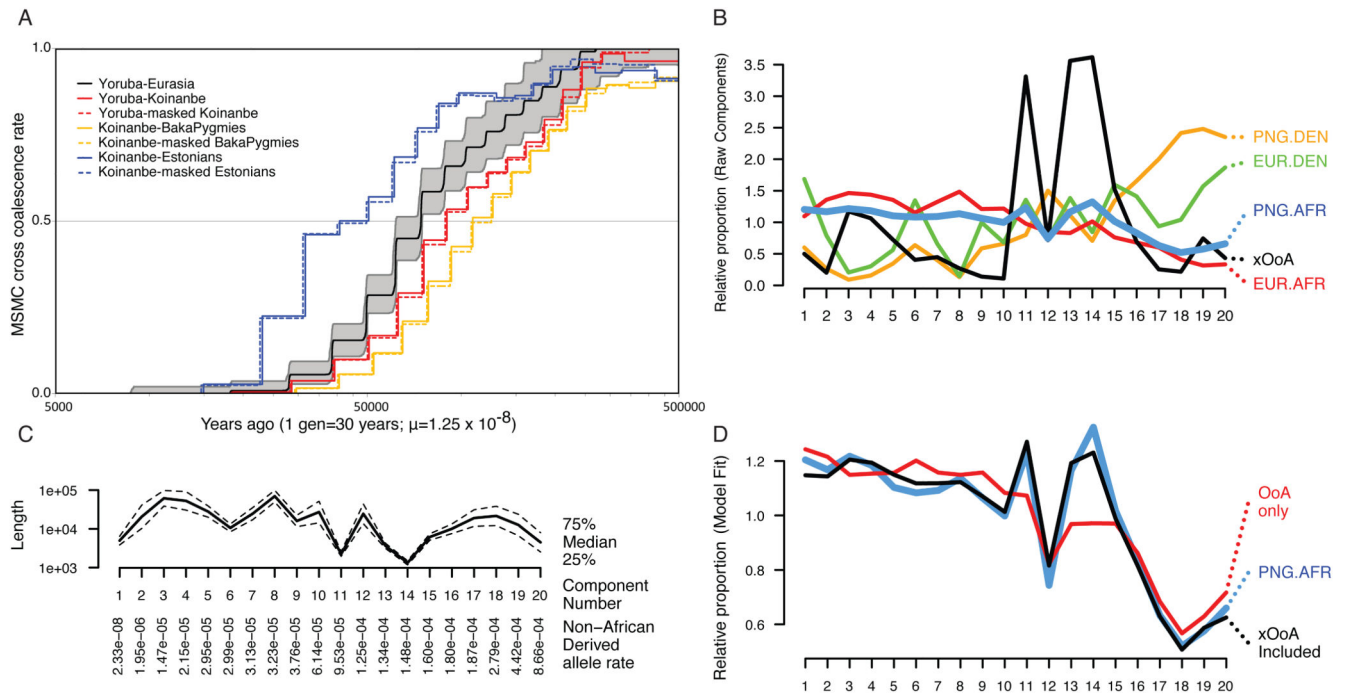 A
MSMC cross coalescence rate
1.0
0.5
0.0
Yoruba-Eurasia
Yoruba-Koinanbe
Yoruba-masked Koinanbe
Koinanbe-BakaPygmies
Koinanbe-masked BakaPygmies
Koinanbe-Estonians
Koinanbe-masked Estonians
5000 50000 500000
Years ago (1 gen=30 years; μ=1.25 x 10-8)
B
Relative proportion (Raw Components)
3.5
3.0
2.5
2.0
1.5
1.0
0.5
0.0
PNG.DEN
EUR.DEN
PNG.AFR
xOoA
EUR.AFR
1 2 3 4 5 6 7 8 9 10 11 12 13 14 15 16 17 18 19 20
C
Length
1e+05
1e+04
1e+03
75%
Median
25%
1 2 3 4 5 6 7 8 9 10 11 12 13 14 15 16 17 18 19 20
Component
Number
2.33e−08 1.95e−06 1.47e−05 2.15e−05 2.95e−05 2.99e−05 3.13e−05 3.23e−05 3.76e−05 6.14e−05 9.53e−05 1.25e−04 1.34e−04 1.48e−04 1.60e−04 1.80e−04 1.87e−04 2.79e−04 4.42e−04 8.66e−04
Non−African
Derived
allele rate
D
Relative proportion (Model Fit)
1.2
1.0
0.8
0.6
OoA
only
PNG.AFR
xOoA
Included
1 2 3 4 5 6 7 8 9 10 11 12 13 14 15 16 17 18 19 20